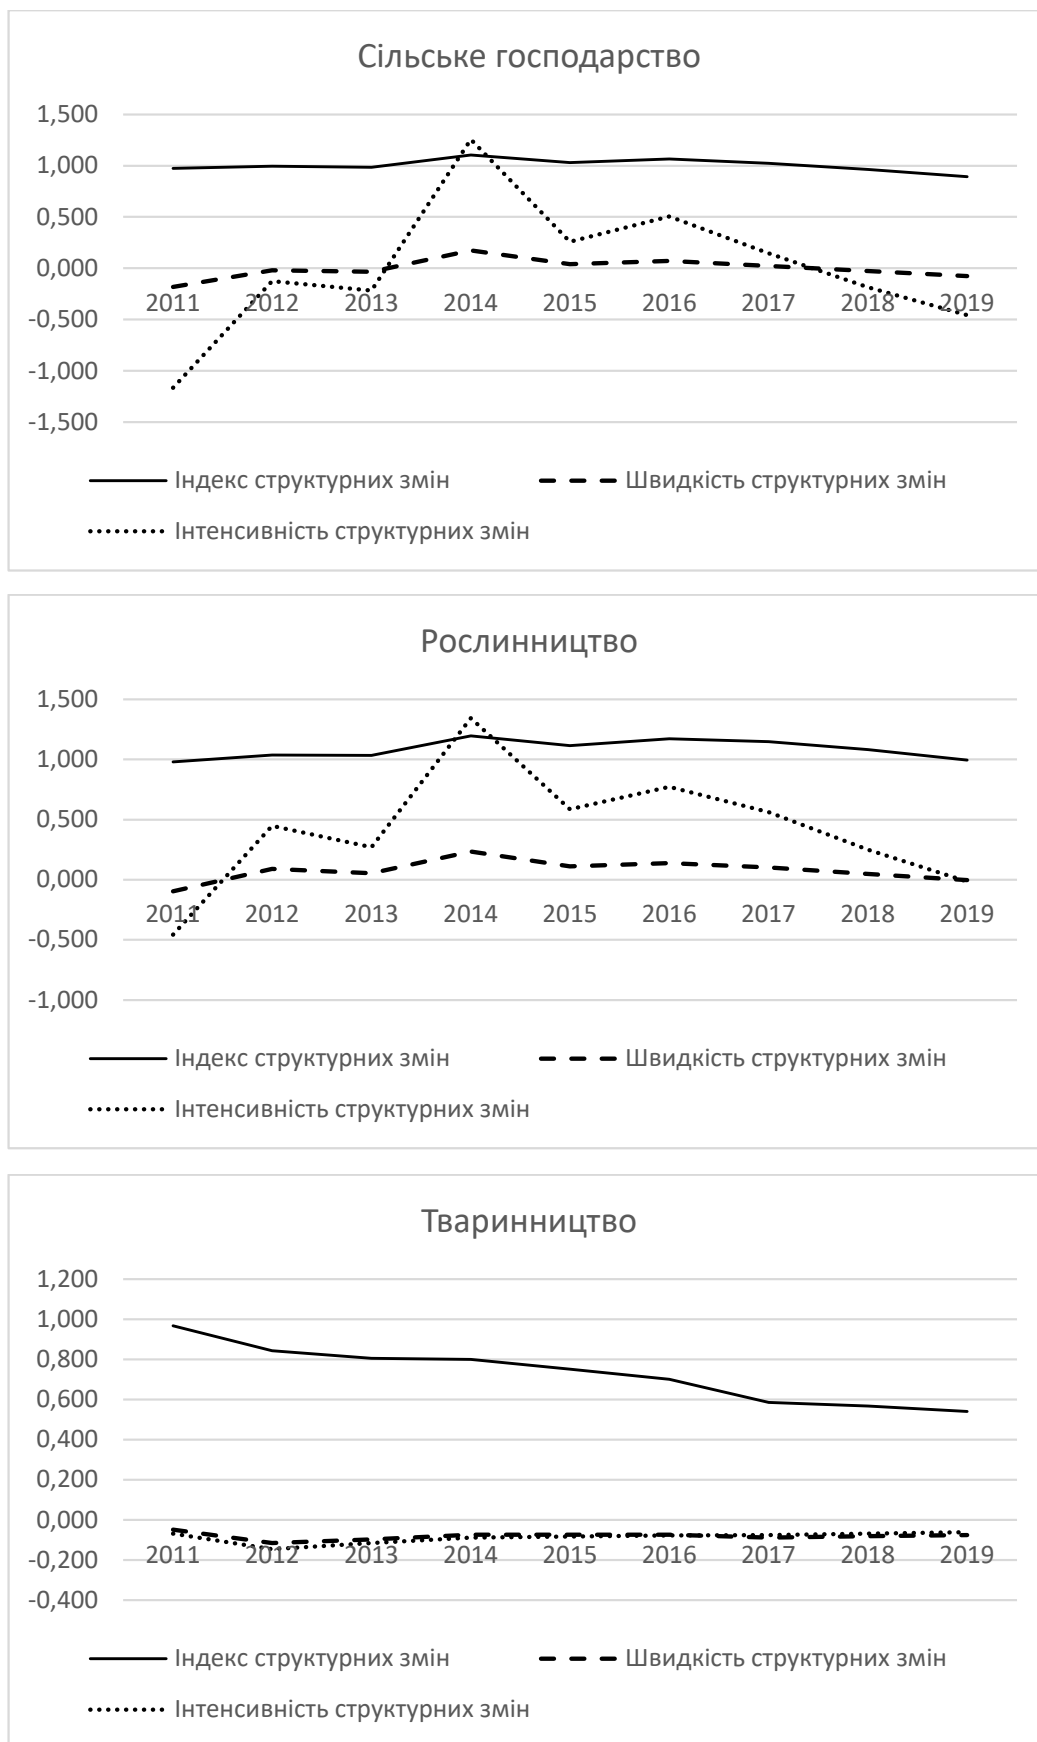 Сільське господарство
1,500
1,000
0,500
0,000
-0,500
-1,000
-1,500
2011 2012 2013 2014 2015 2016 2017 2018 2019
Індекс структурних змін Швидкість структурних змін
Інтенсивність структурних змін
Рослинництво
1,500
1,000
0,500
0,000
-0,500
-1,000
2011 2012 2013 2014 2015 2016 2017 2018 2019
Індекс структурних змін Швидкість структурних змін
Інтенсивність структурних змін
Тваринництво
1,200
1,000
0,800
0,600
0,400
0,200
0,000
-0,200
-0,400
2011 2012 2013 2014 2015 2016 2017 2018 2019
Індекс структурних змін Швидкість структурних змін
Інтенсивність структурних змін